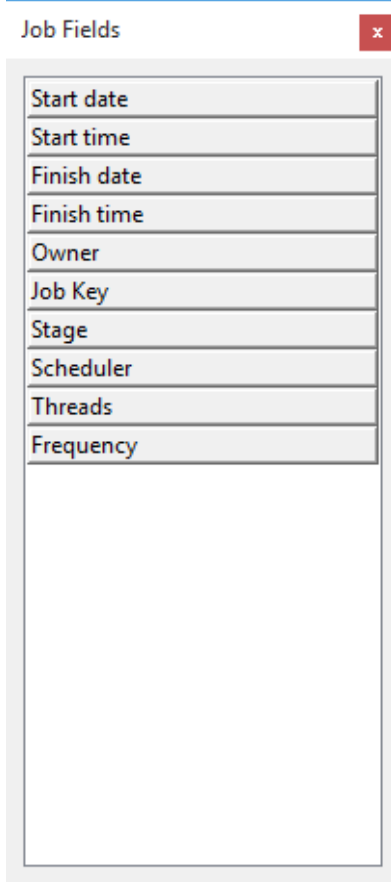 Job Fields
x
Start date
Start time
Finish date
Finish time
Owner
Job Key
Stage
Scheduler
Threads
Frequency